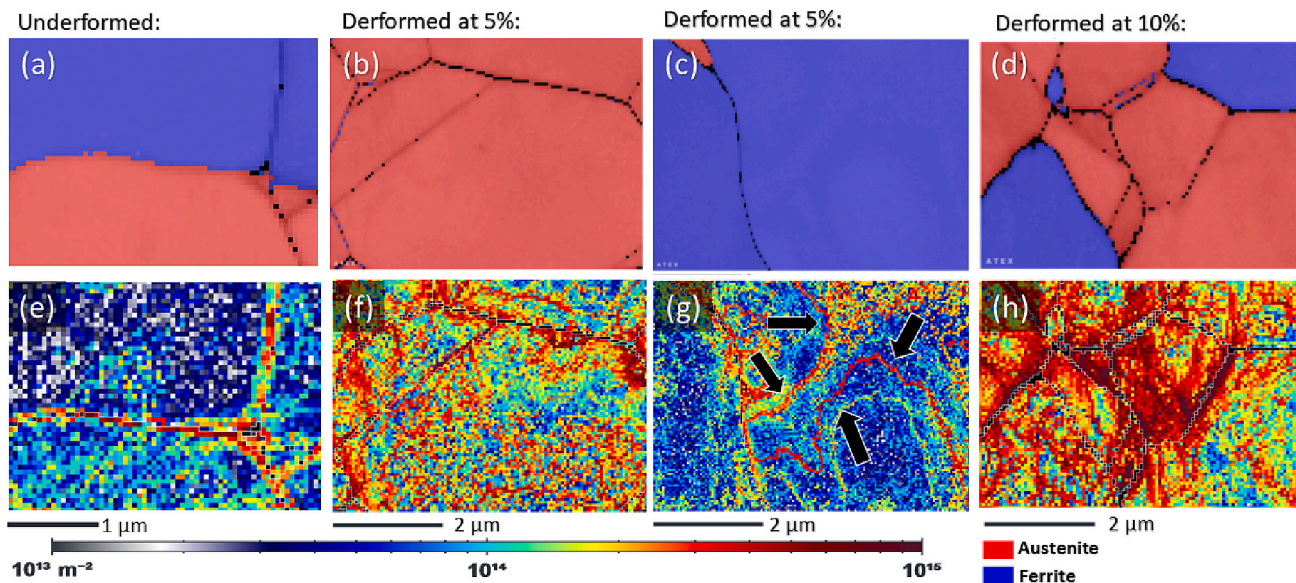 Underformed:
Derformed at 5%:
Derformed at 5%:
Derformed at 10%:
(a)
(b)
(c)
(d)
ATEX
ATEX
(e)
(f)
(g)
(h)
1 µm
2 µm
2 µm
2 µm
10¹³ m⁻²
10¹⁴
10¹⁵
Austenite
Ferrite